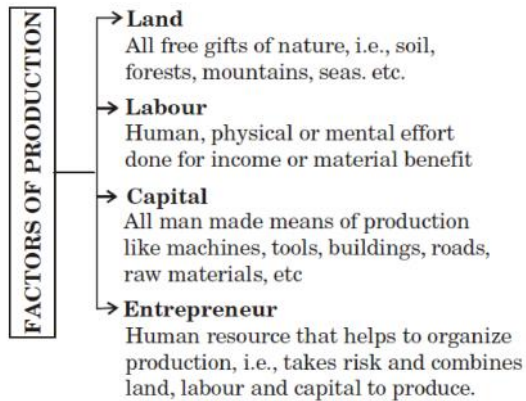 FACTORS OF PRODUCTION
Land
All free gifts of nature, i.e., soil,
forests, mountains, seas. etc.
Labour
Human, physical or mental effort
done for income or material benefit
Capital
All man made means of production
like machines, tools, buildings, roads,
raw materials, etc
Entrepreneur
Human resource that helps to organize
production, i.e., takes risk and combines
land, labour and capital to produce.